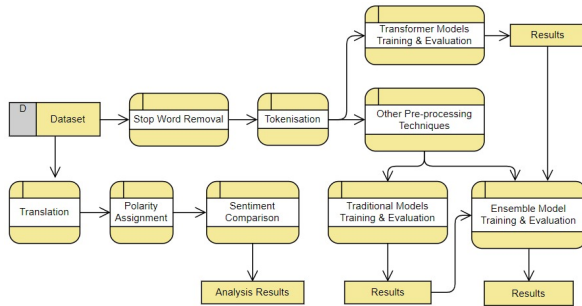 Transformer Models
Training & Evaluation
Results
D
Dataset
Stop Word Removal
Tokenisation
Other Pre-processing
Techniques
Translation
Polarity
Assignment
Sentiment
Comparison
Traditional Models
Training & Evaluation
Ensemble Model
Training & Evaluation
Analysis Results
Results
Results